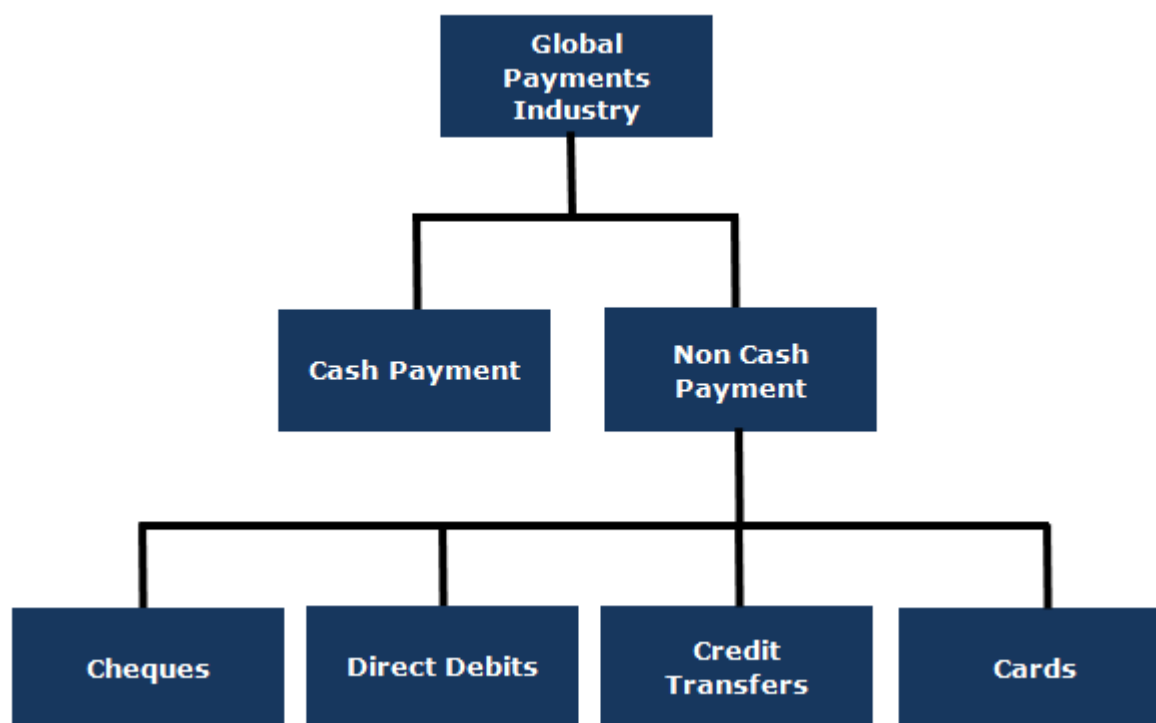 Global
Payments
Industry
Cash Payment
Non Cash
Payment
Cheques
Direct Debits
Credit
Transfers
Cards